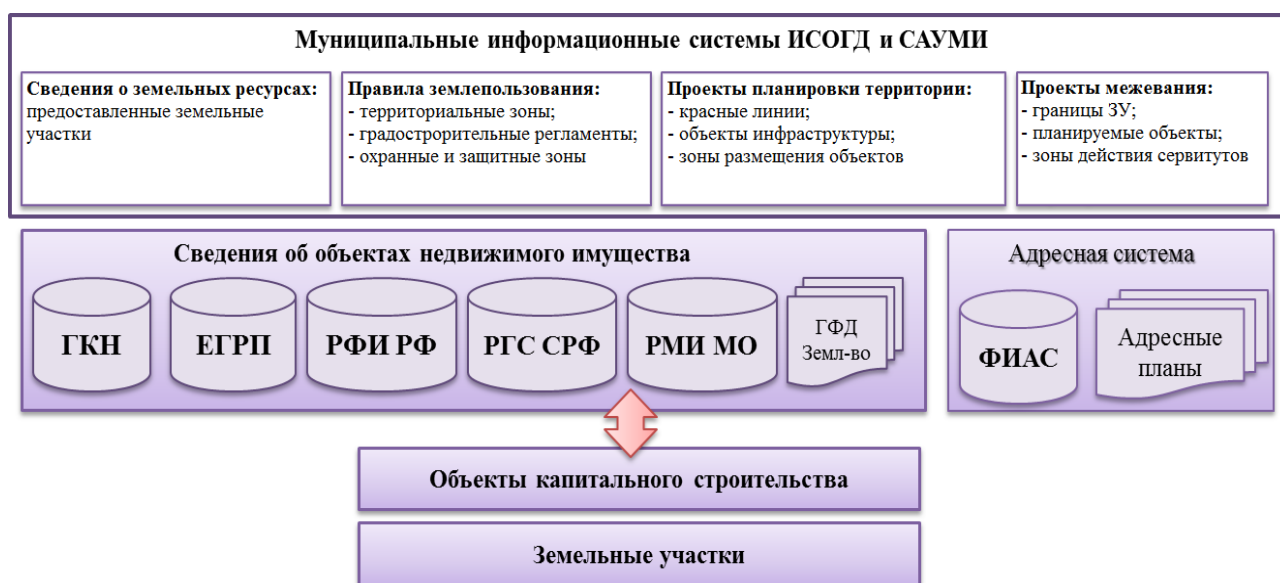 Муниципальные информационные системы ИСОГД и САУМИ
Сведения о земельных ресурсах:
предоставленные земельные
участки
Правила землепользования:
- территориальные зоны;
- градострорительные регламенты;
- охранные и защитные зоны
Проекты планировки территории:
- красные линии;
- объекты инфраструктуры;
- зоны размещения объектов
Проекты межевания:
- границы ЗУ;
- планируемые объекты;
- зоны действия сервитутов
Сведения об объектах недвижимого имущества
ГКН
ЕГРП
РФИ РФ
РГС СРФ
РМИ МО
ГФД
Земл-во
Адресная система
ФИАС
Адресные
планы
Объекты капитального строительства
Земельные участки